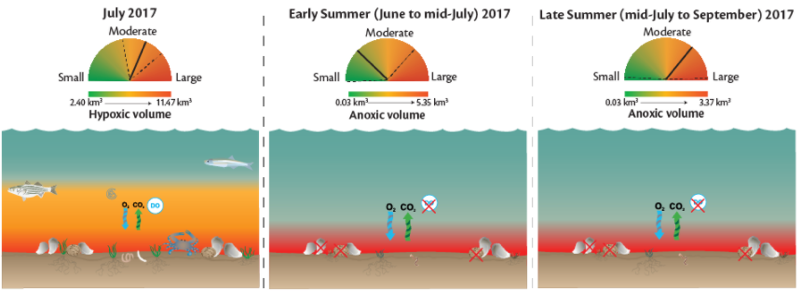 July 2017
Moderate
Small
Large
2.40 km³
11.47 km³
Hypoxic volume
O₂ CO₂ DO
Early Summer (June to mid-July) 2017
Moderate
Small
Large
0.03 km³
5.35 km³
Anoxic volume
O₂ CO₂ DO
Late Summer (mid-July to September) 2017
Moderate
Small
Large
0.03 km³
3.37 km³
Anoxic volume
O₂ CO₂ DO